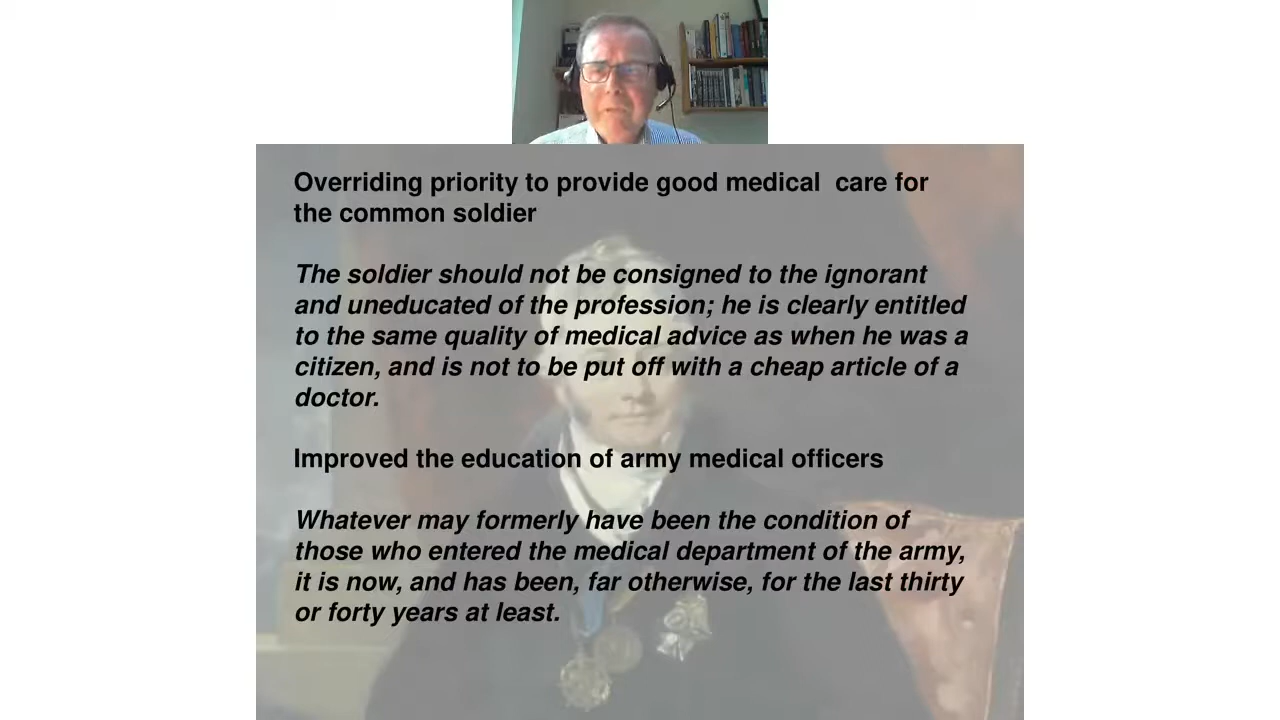 Overriding priority to provide good medical  care for
the common soldier
The soldier should not be consigned to the ignorant
and uneducated of the profession; he is clearly entitled
to the same quality of medical advice as when he was a
citizen, and is not to be put off with a cheap article of a
doctor.
Improved the education of army medical officers
Whatever may formerly have been the condition of
those who entered the medical department of the army,
it is now, and has been, far otherwise, for the last thirty
or forty years at least.